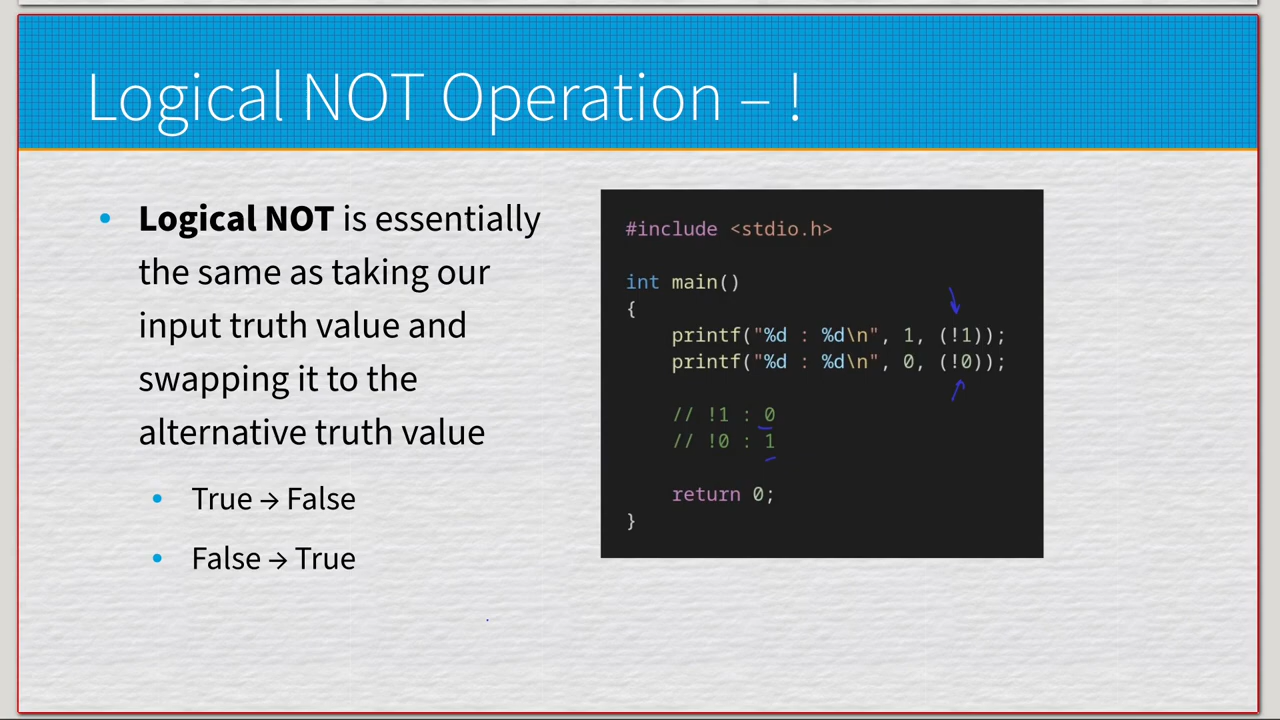 Logical NOT Operation – !
• Logical NOT is essentially
the same as taking our
input truth value and
swapping it to the
alternative truth value
• True → False
• False → True
#include <stdio.h>
int main()
{
    printf("%d : %d\n", 1, (!1));
    printf("%d : %d\n", 0, (!0));
    // !1 : 0
    // !0 : 1
    return 0;
}